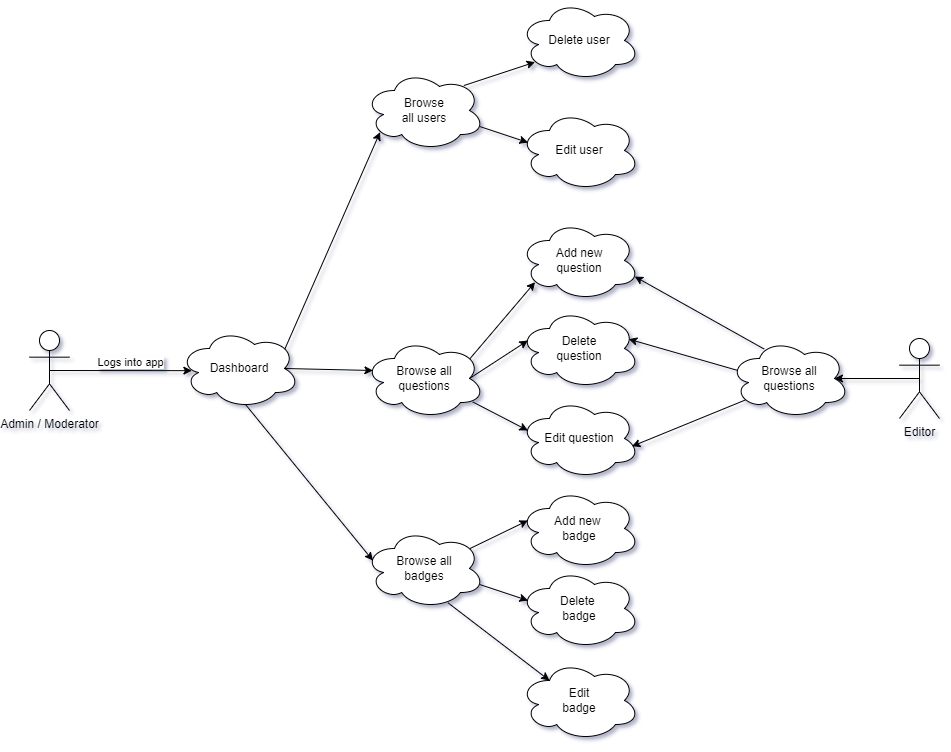 Delete user
Browse
all users
Edit user
Add new
question
Logs into app
Dashboard
Admin / Moderator
Browse all
questions
Delete
question
Edit question
Browse all
questions
Editor
Browse all
badges
Add new
badge
Delete
badge
Edit
badge